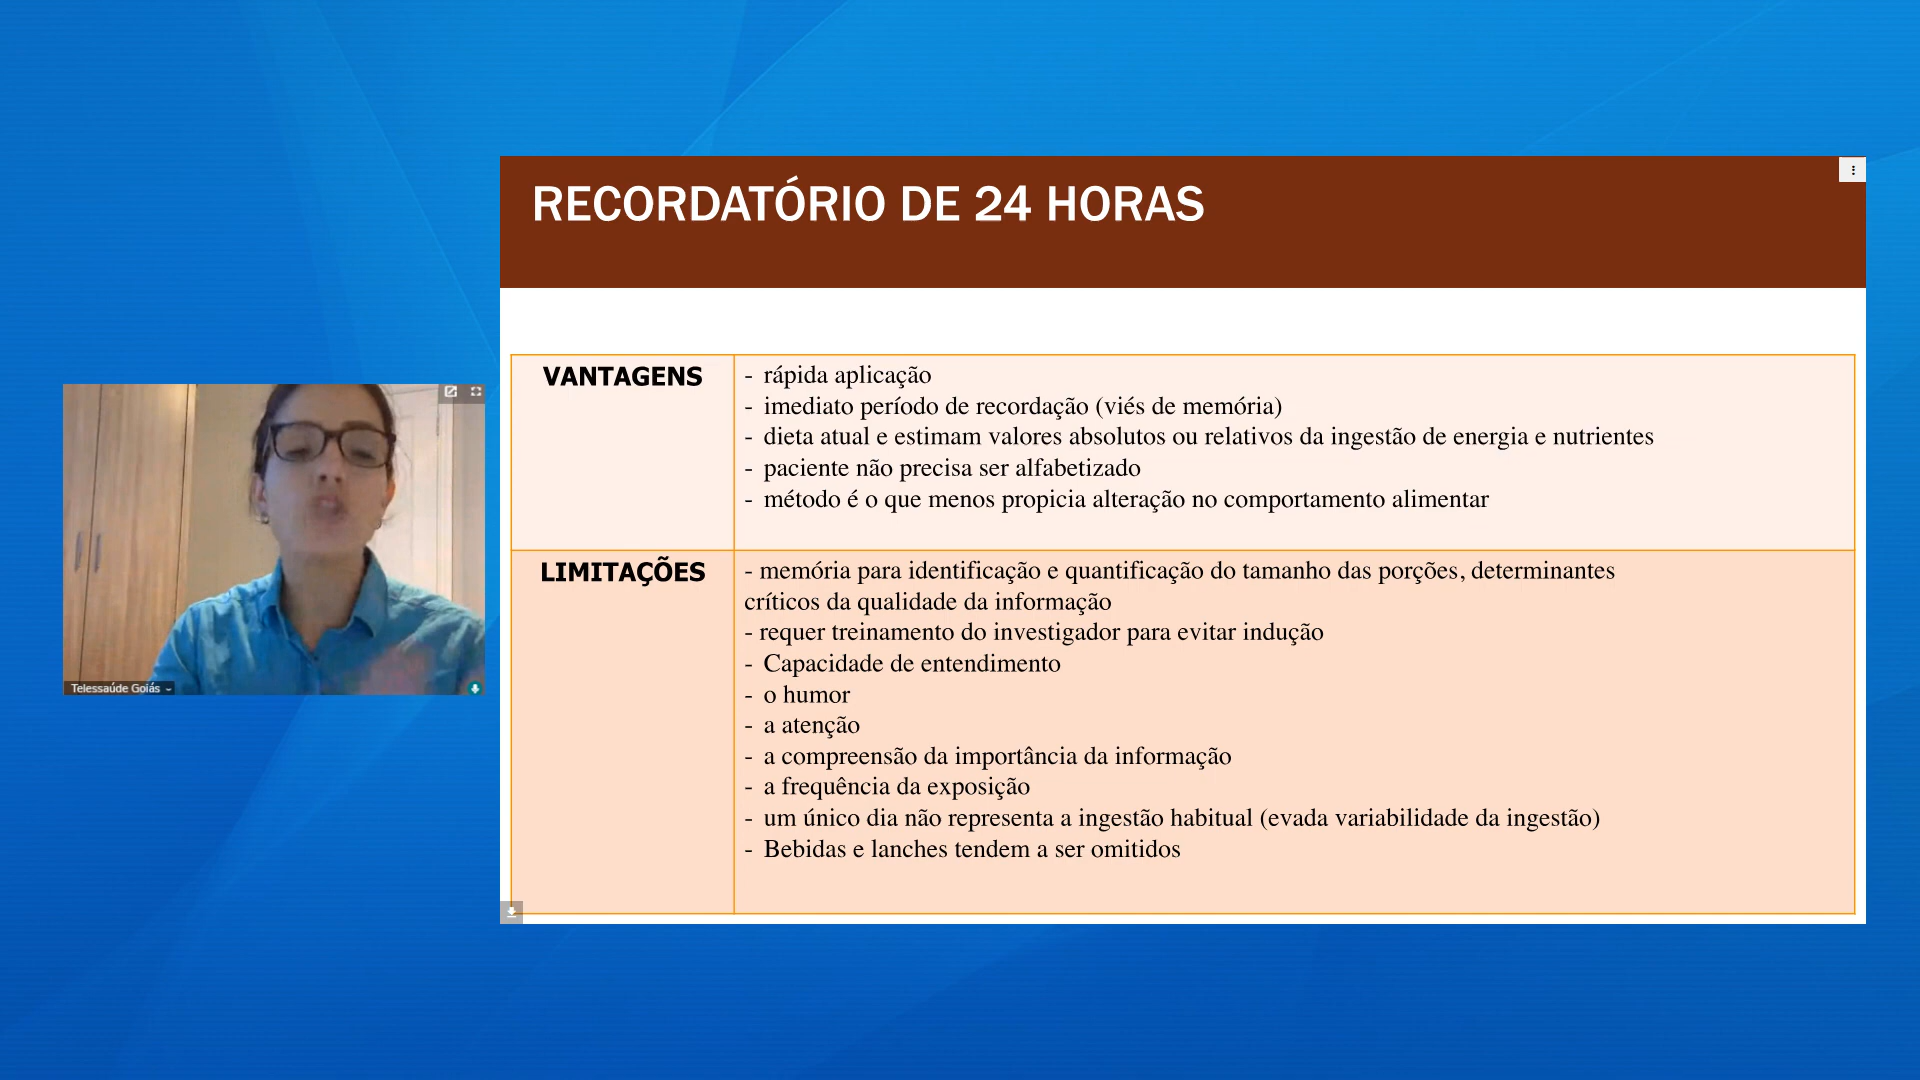 RECORDATÓRIO DE 24 HORAS
VANTAGENS
- rápida aplicação
- imediato período de recordação (viés de memória)
- dieta atual e estimam valores absolutos ou relativos da ingestão de energia e nutrientes
- paciente não precisa ser alfabetizado
- método é o que menos propicia alteração no comportamento alimentar
LIMITAÇÕES
- memória para identificação e quantificação do tamanho das porções, determinantes
críticos da qualidade da informação
- requer treinamento do investigador para evitar indução
- Capacidade de entendimento
- o humor
- a atenção
- a compreensão da importância da informação
- a frequência da exposição
- um único dia não representa a ingestão habitual (evada variabilidade da ingestão)
- Bebidas e lanches tendem a ser omitidos
Telessaúde Goiás